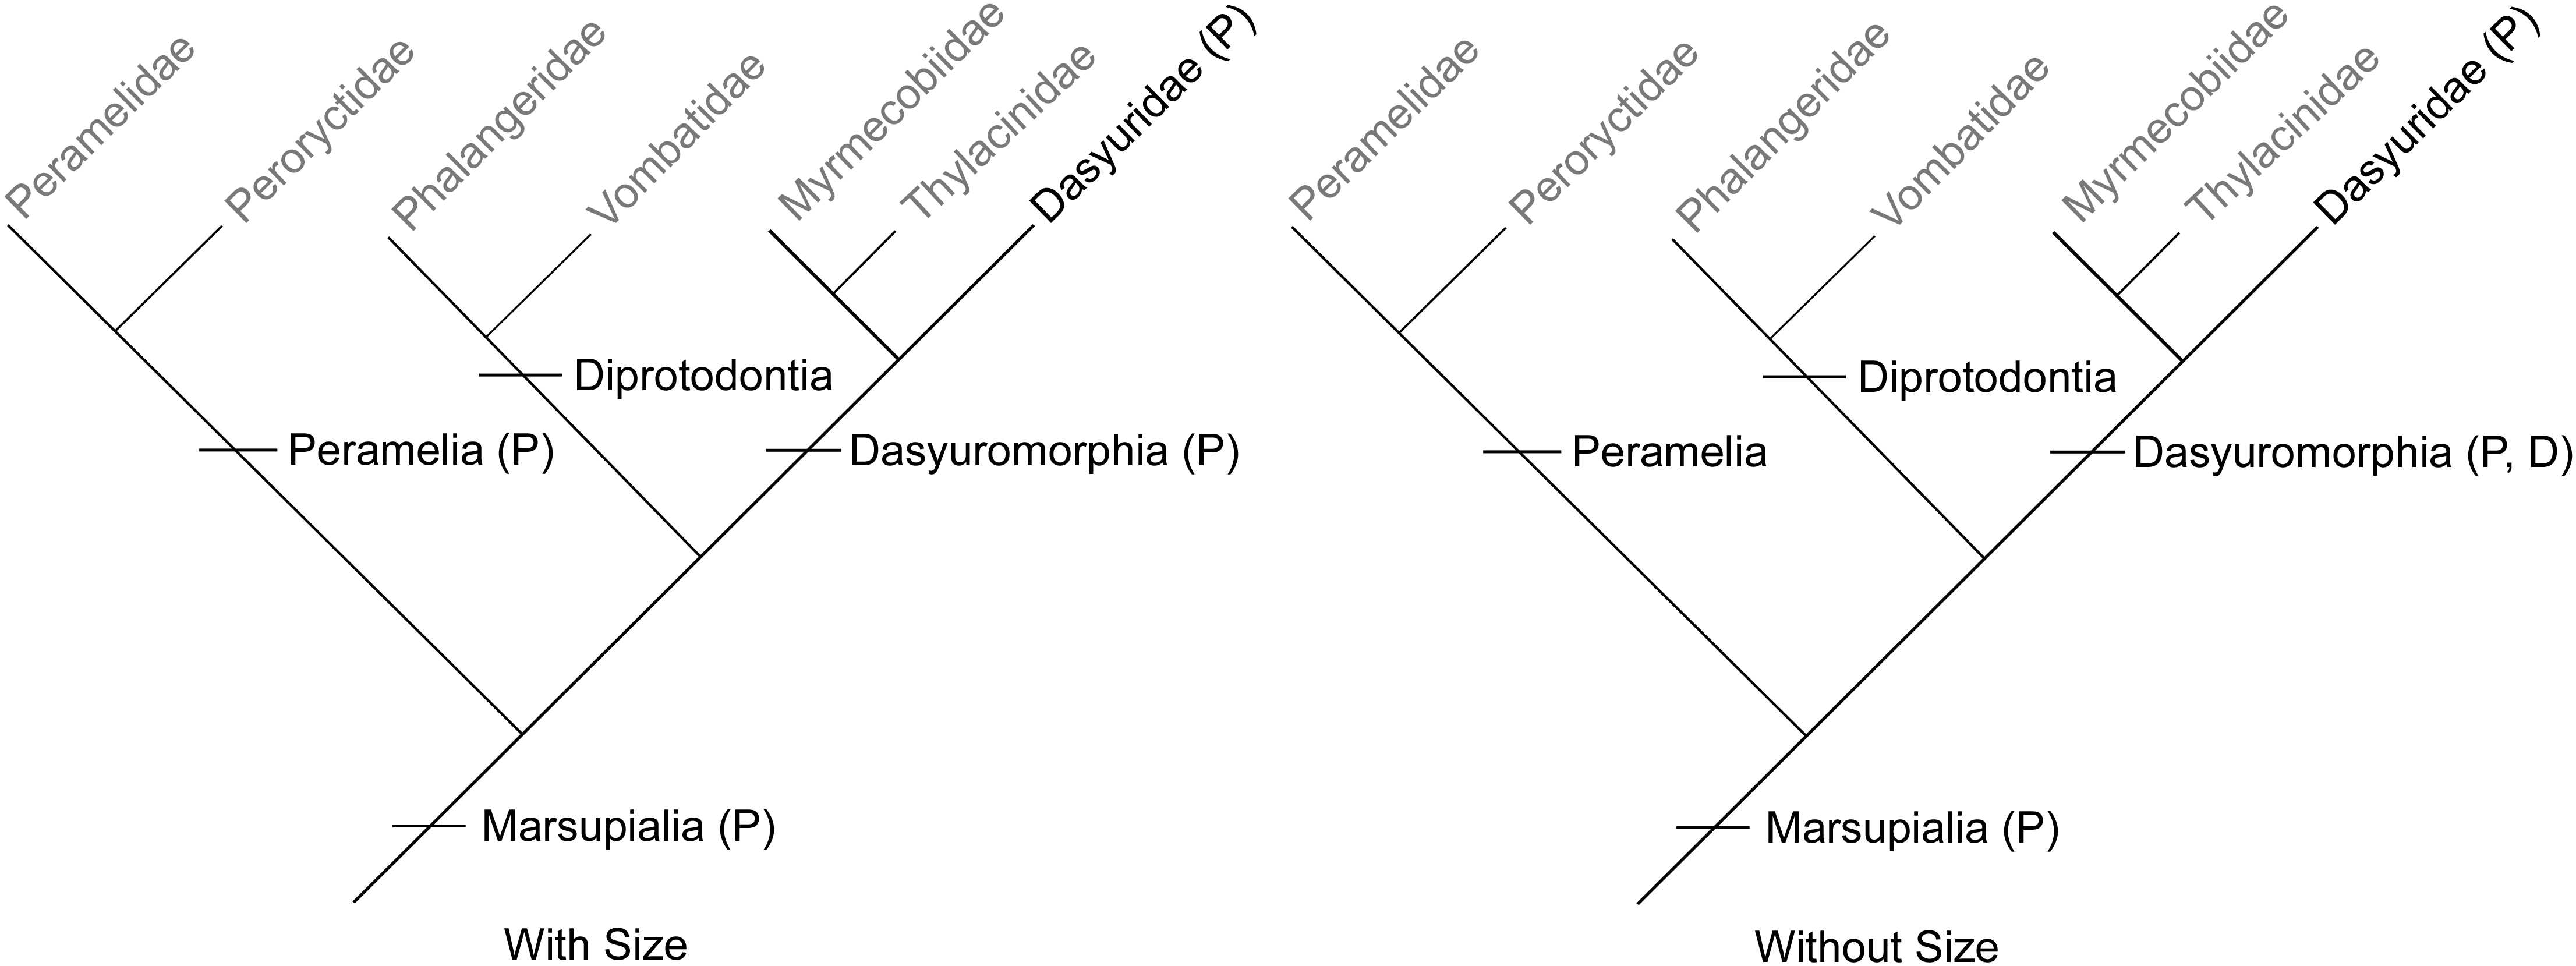 Peramelidae
Peroryctidae
Phalangeridae
Vombatidae
Myrmecobiidae
Thylacinidae
Dasyuridae (P)
Diprotodontia
Peramelia (P)
Dasyuromorphia (P)
Marsupialia (P)
With Size
Peramelidae
Peroryctidae
Phalangeridae
Vombatidae
Myrmecobiidae
Thylacinidae
Dasyuridae (P)
Diprotodontia
Peramelia
Dasyuromorphia (P, D)
Marsupialia (P)
Without Size